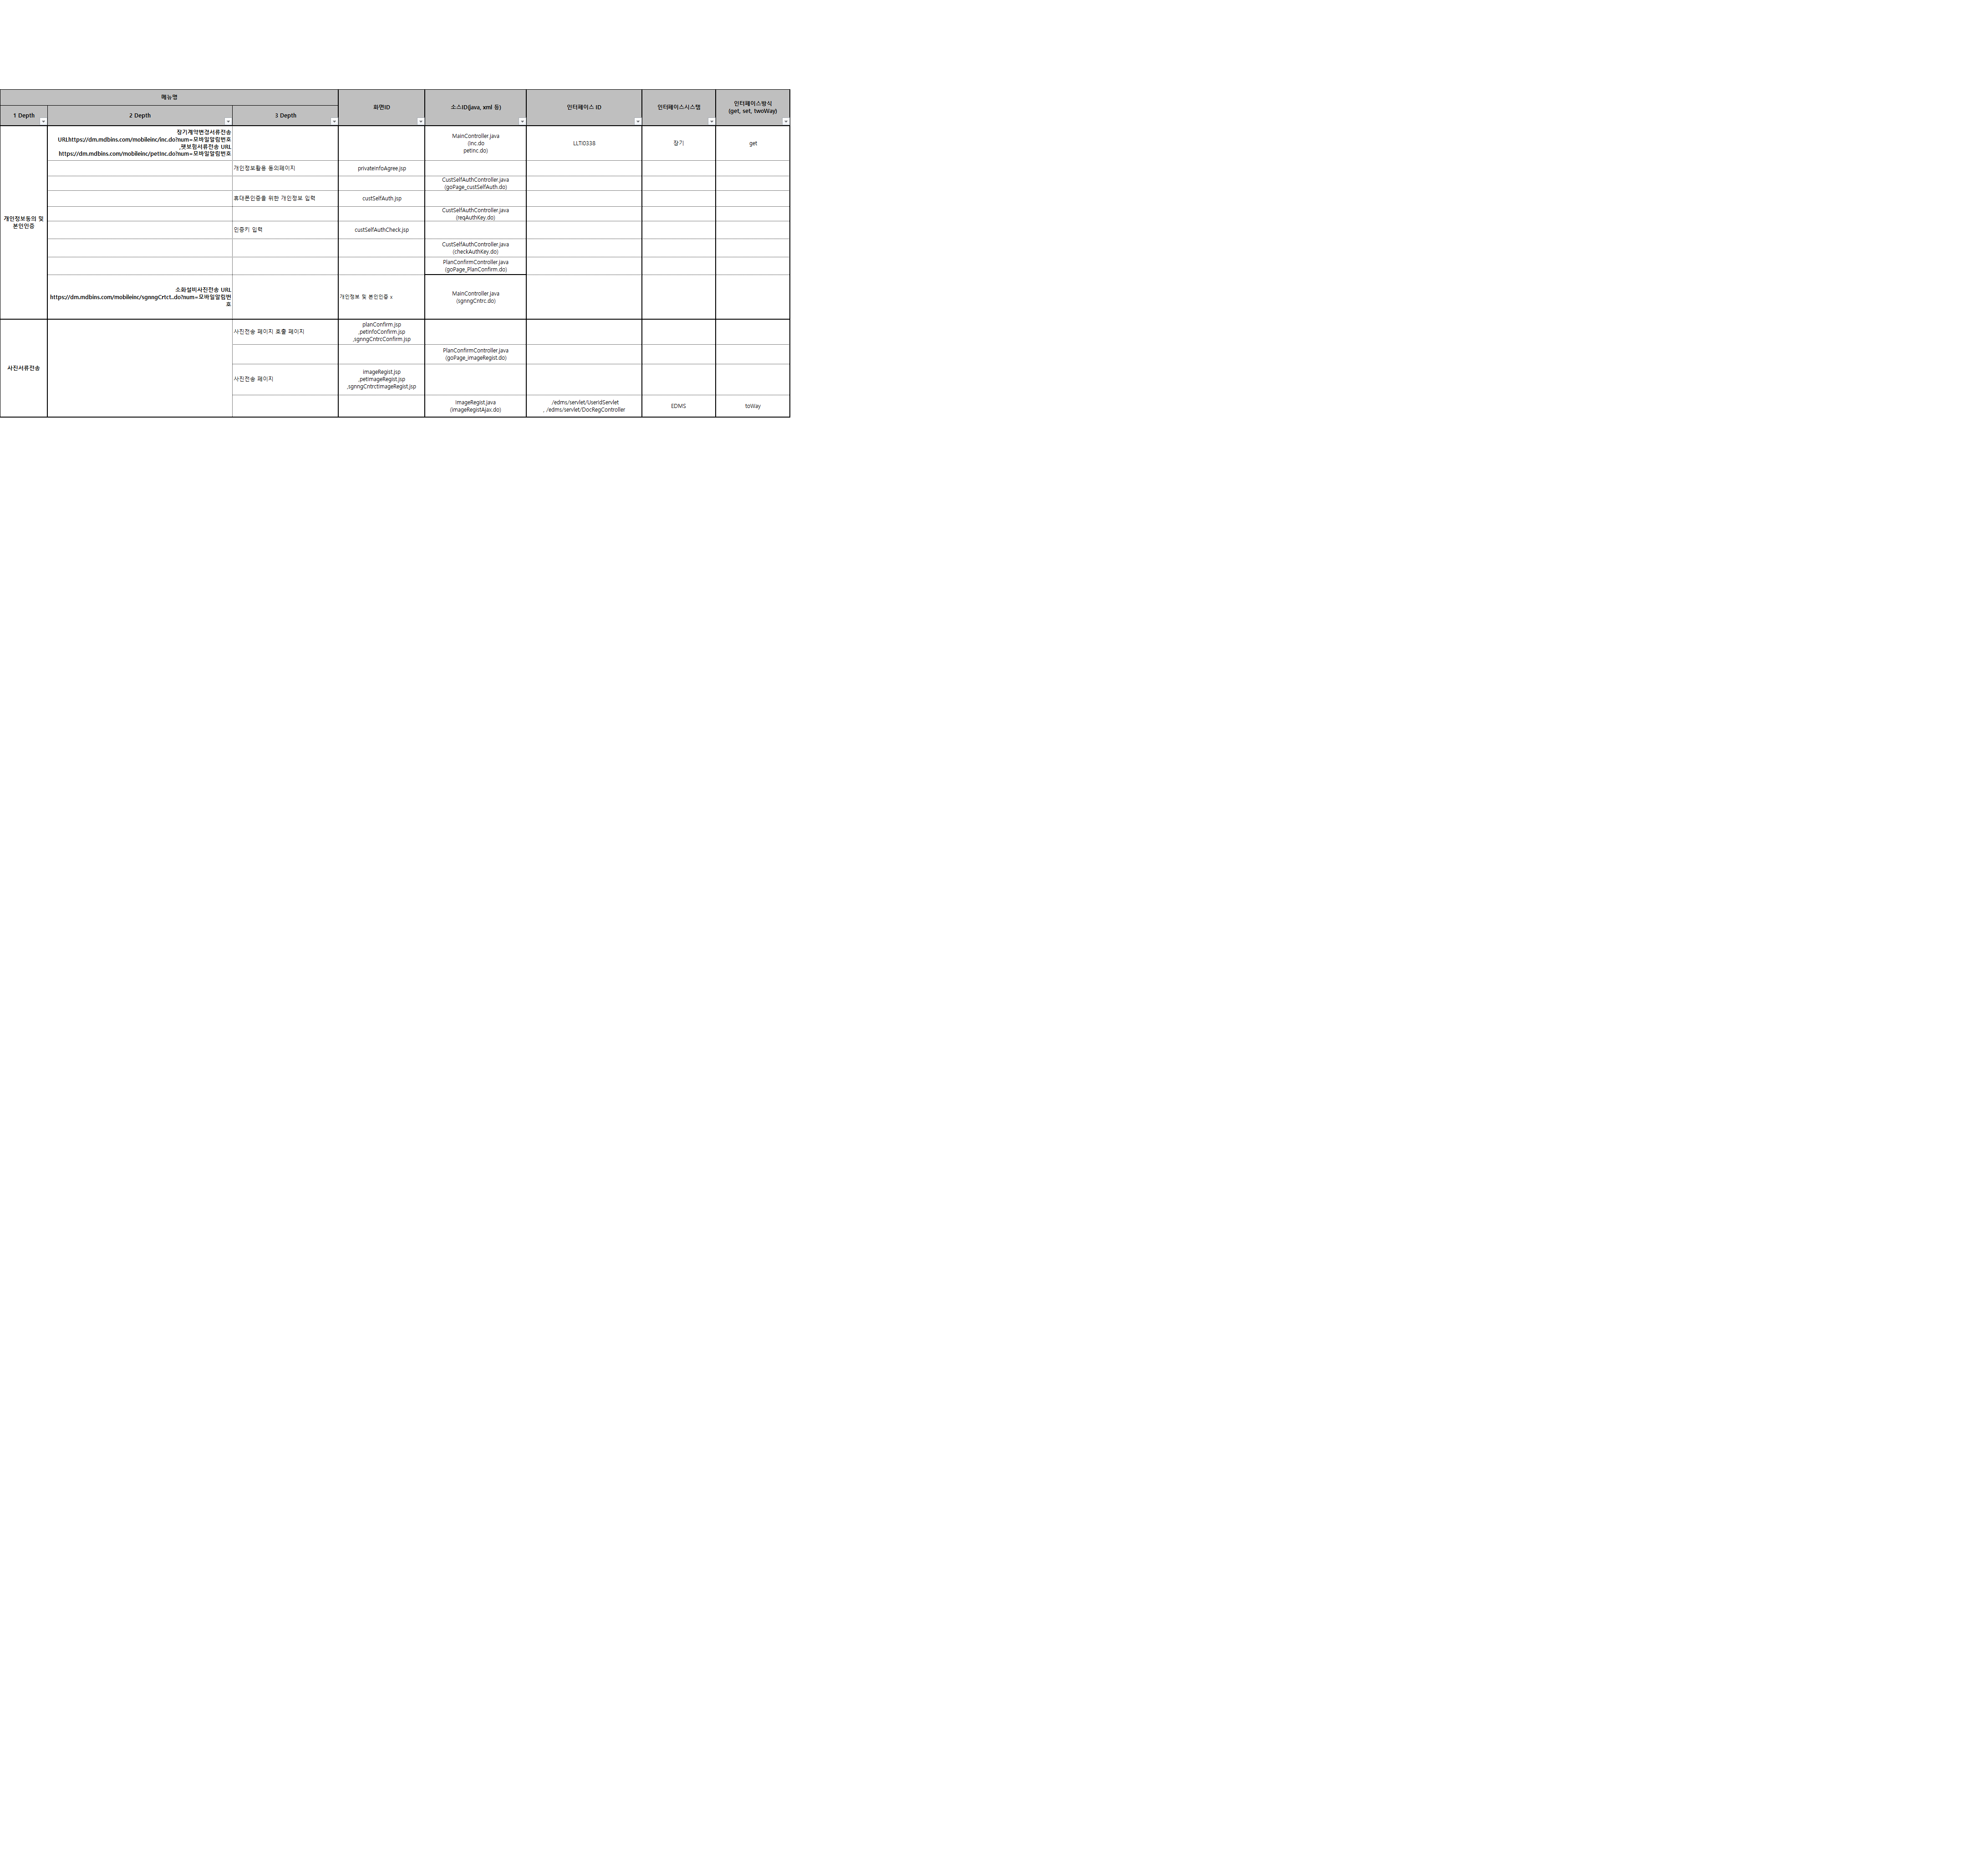 메뉴명
화면ID
소스ID(java, xml 등)
인터페이스 ID
인터페이스시스템
인터페이스방식
(get, set, twoWay)
1 Depth
2 Depth
3 Depth
개인정보동의 및
본인인증
장기계약변경서류전송
URLhttps://dm.mdbins.com/mobileinc/inc.do?num=모바일알림번호
,펫보험서류전송 URL
https://dm.mdbins.com/mobileinc/petInc.do?num=모바일알림번호
MainController.java
(inc.do
petinc.do)
LLTI0338
장기
get
개인정보활용 동의페이지
privateInfoAgree.jsp
CustSelfAuthController.java
(goPage_custSelfAuth.do)
휴대폰인증을 위한 개인정보 입력
custSelfAuth.jsp
CustSelfAuthController.java
(reqAuthKey.do)
인증키 입력
custSelfAuthCheck.jsp
CustSelfAuthController.java
(checkAuthKey.do)
PlanConfirmController.java
(goPage_PlanConfirm.do)
소화설비사진전송 URL
https://dm.mdbins.com/mobileinc/sgnngCrtct..do?num=모바일알림번
호
개인정보 및 본인인증 x
MainController.java
(sgnngCntrc.do)
사진서류전송
사진전송 페이지 호출 페이지
planConfirm.jsp
,petInfoConfirm.jsp
,sgnngCntrcConfirm.jsp
PlanConfirmController.java
(goPage_imageRegist.do)
사진전송 페이지
imageRegist.jsp
,petImageRegist.jsp
,sgnngCntrctImageRegist.jsp
ImageRegist.java
(imageRegistAjax.do)
/edms/servlet/UserIdServlet
, /edms/servlet/DocRegController
EDMS
toWay